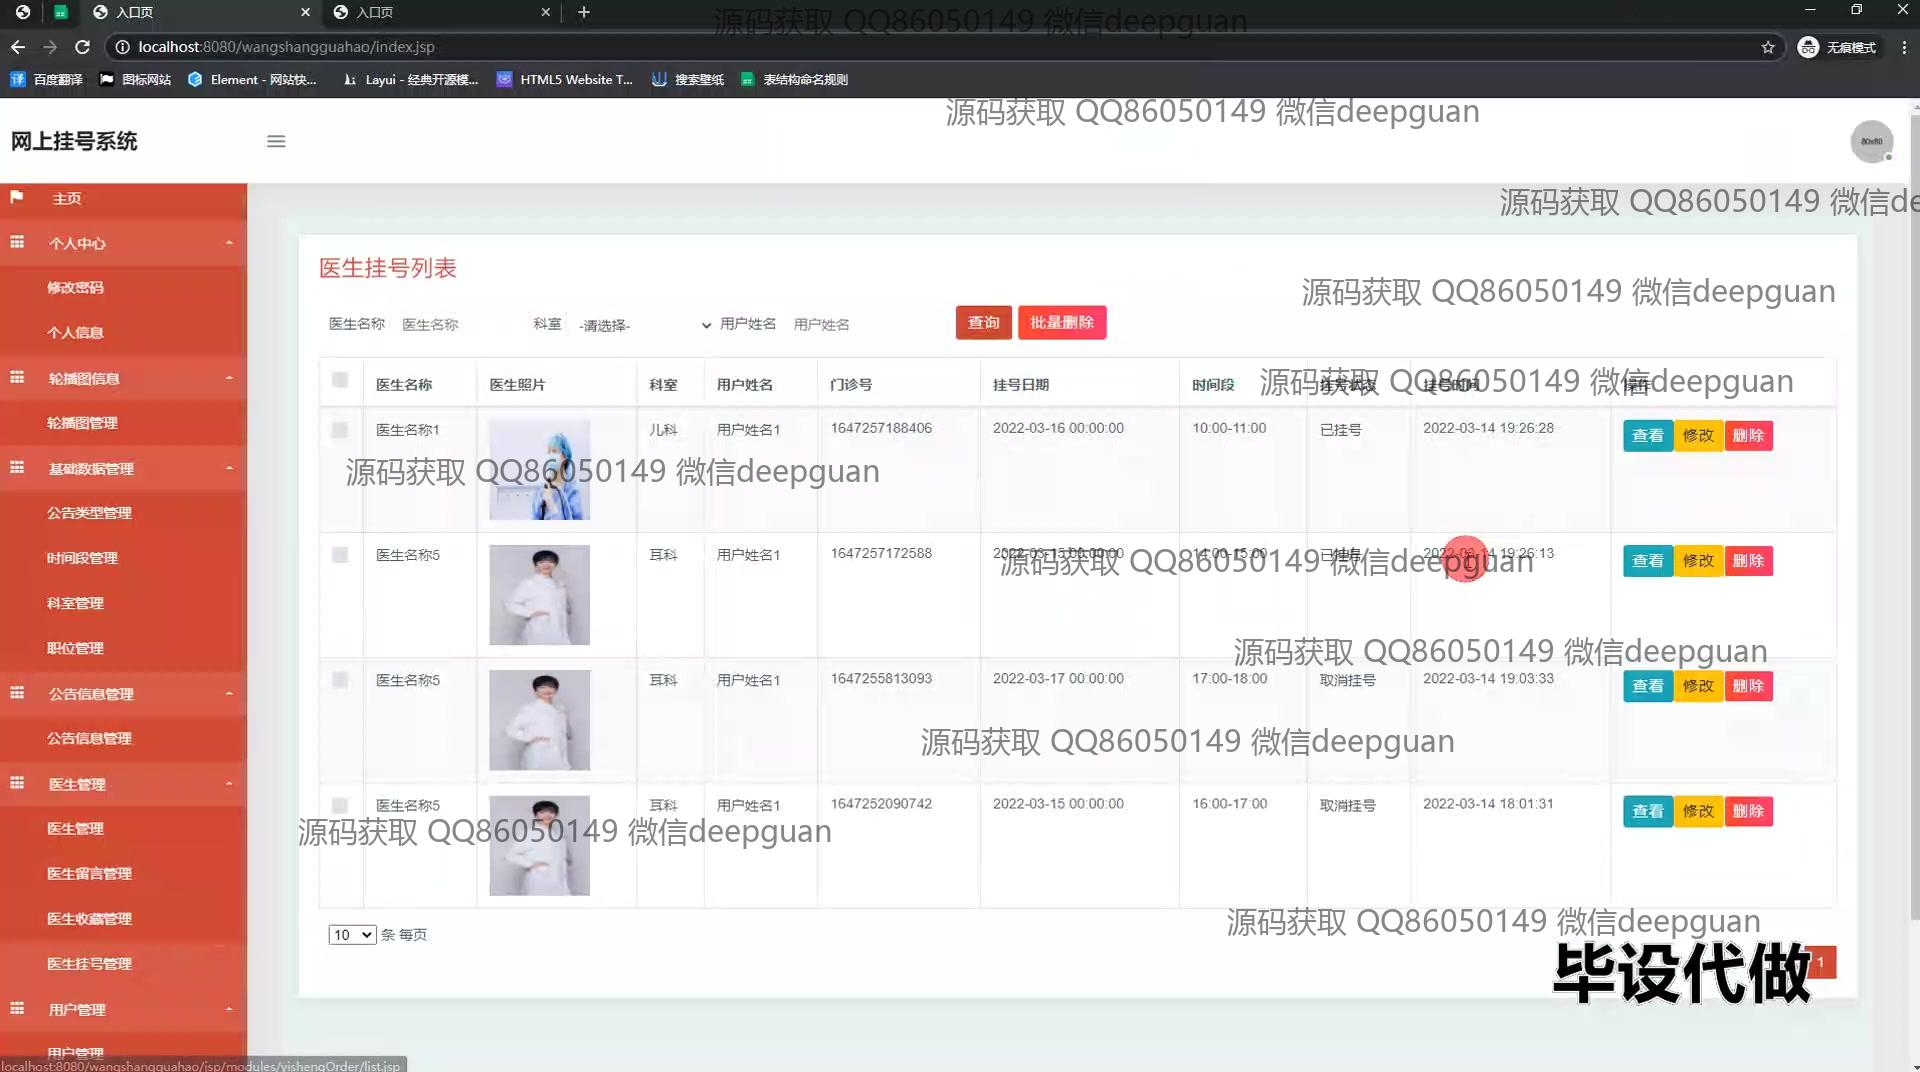 入口页
入口页
源码获取 QQ86050149 微信deepguan
localhost:8080/wangshangguahao/index.jsp
无痕模式
百度翻译 图标网站 Element - 网站快... Layui - 经典开源模... HTML5 Website T... 搜索壁纸 表结构命名规则
源码获取 QQ86050149 微信deepguan
网上挂号系统
源码获取 QQ86050149 微信de
主页
个人中心
修改密码
个人信息
轮播图信息
轮播图管理
基础数据管理
公告类型管理
时间段管理
科室管理
职位管理
公告信息管理
公告信息管理
医生管理
医生管理
医生留言管理
医生收藏管理
医生挂号管理
用户管理
用户管理
localhost:8080/wangshangguahao/jsp/modules/yishengOrder/list.jsp
医生挂号列表
源码获取 QQ86050149 微信deepguan
医生名称 医生名称 科室 -请选择- 用户姓名 用户姓名 查询 批量删除
医生名称 医生照片 科室 用户姓名 门诊号 挂号日期 时间段 挂号状态 挂号时间 操作
源码获取 QQ86050149 微信deepguan
医生名称1 儿科 用户姓名1 1647257188406 2022-03-16 00:00:00 10:00-11:00 已挂号 2022-03-14 19:26:28 查看 修改 删除
源码获取 QQ86050149 微信deepguan
医生名称5 耳科 用户姓名1 1647257172588 2022-03-15 00:00:00 14:00-15:00 已挂号 2022-03-14 19:26:13 查看 修改 删除
源码获取 QQ86050149 微信deepguan
源码获取 QQ86050149 微信deepguan
医生名称5 耳科 用户姓名1 1647255813093 2022-03-17 00:00:00 17:00-18:00 取消挂号 2022-03-14 19:03:33 查看 修改 删除
源码获取 QQ86050149 微信deepguan
医生名称5 耳科 用户姓名1 1647252090742 2022-03-15 00:00:00 16:00-17:00 取消挂号 2022-03-14 18:01:31 查看 修改 删除
源码获取 QQ86050149 微信deepguan
源码获取 QQ86050149 微信deepguan
10 条 每页
毕设代做
1